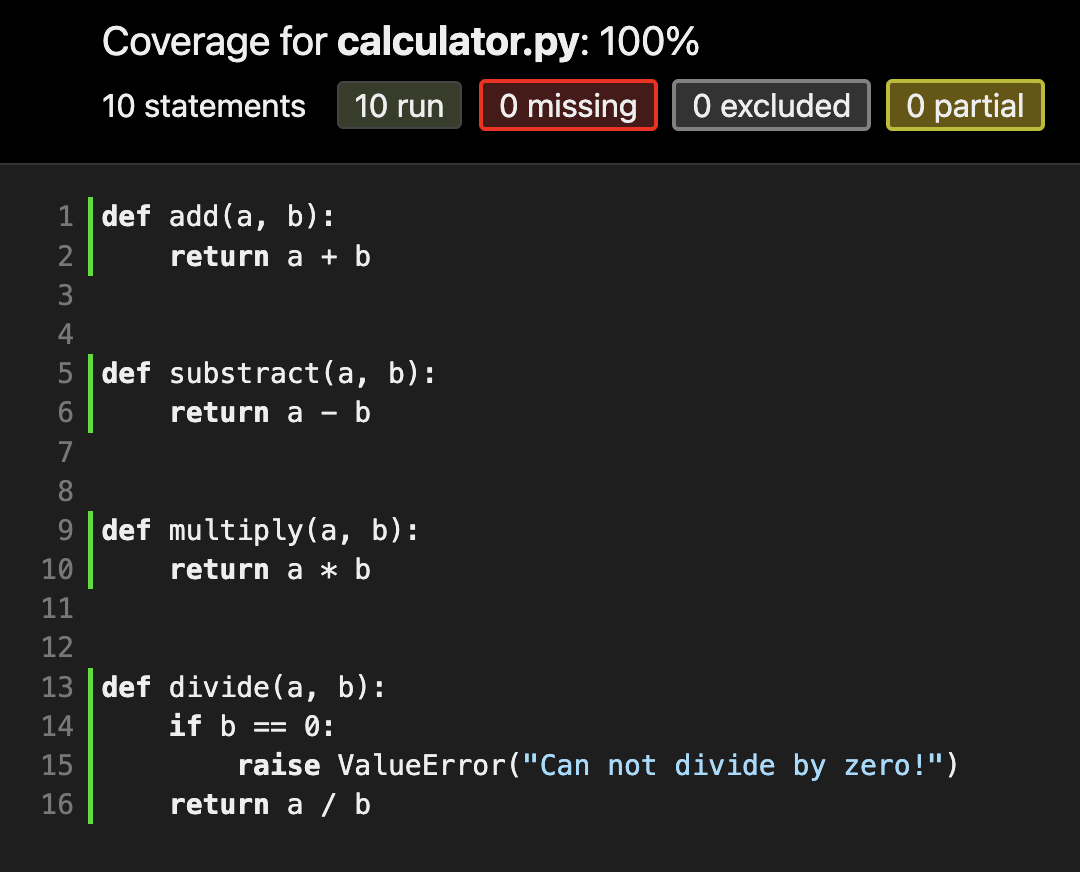 Coverage for calculator.py: 100%
10 statements 10 run 0 missing 0 excluded 0 partial
1 def add(a, b):
2     return a + b
3
4
5 def substract(a, b):
6     return a - b
7
8
9 def multiply(a, b):
10     return a * b
11
12
13 def divide(a, b):
14     if b == 0:
15         raise ValueError("Can not divide by zero!")
16     return a / b